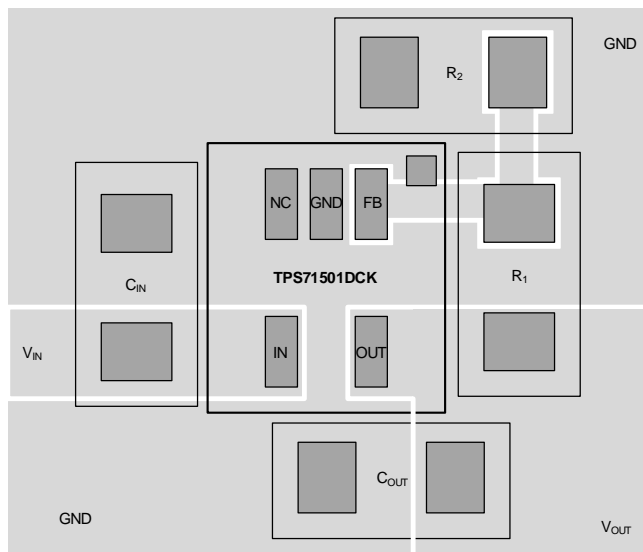 GND
R2
NC
GND
FB
TPS71501DCK
CIN
R1
VIN
IN
OUT
COUT
GND
VOUT